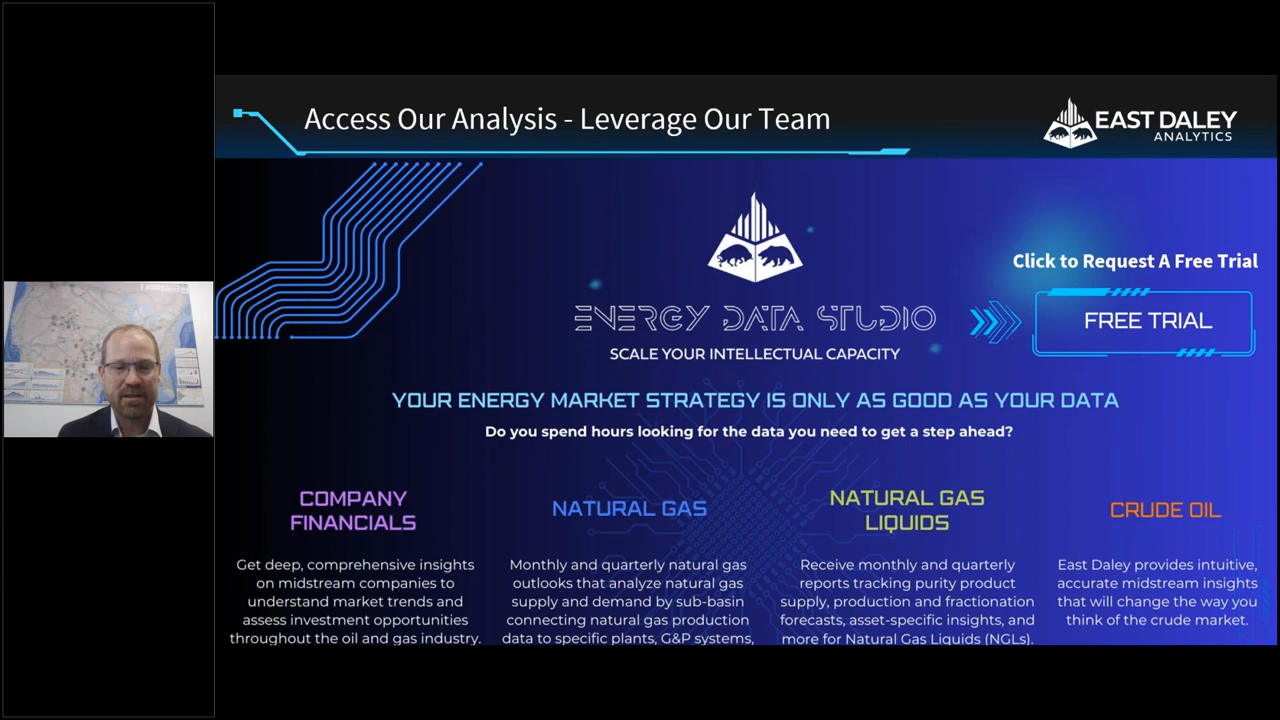 Access Our Analysis - Leverage Our Team
EAST DALEY
ANALYTICS
Click to Request A Free Trial
FREE TRIAL
ENERGY DATA STUDIO
SCALE YOUR INTELLECTUAL CAPACITY
YOUR ENERGY MARKET STRATEGY IS ONLY AS GOOD AS YOUR DATA
Do you spend hours looking for the data you need to get a step ahead?
COMPANY
FINANCIALS
Get deep, comprehensive insights
on midstream companies to
understand market trends and
assess investment opportunities
throughout the oil and gas industry.
NATURAL GAS
Monthly and quarterly natural gas
outlooks that analyze natural gas
supply and demand by sub-basin
connecting natural gas production
data to specific plants, G&P systems,
NATURAL GAS
LIQUIDS
Receive monthly and quarterly
reports tracking purity product
supply, production and fractionation
forecasts, asset-specific insights, and
more for Natural Gas Liquids (NGLs).
CRUDE OIL
East Daley provides intuitive,
accurate midstream insights
that will change the way you
think of the crude market.